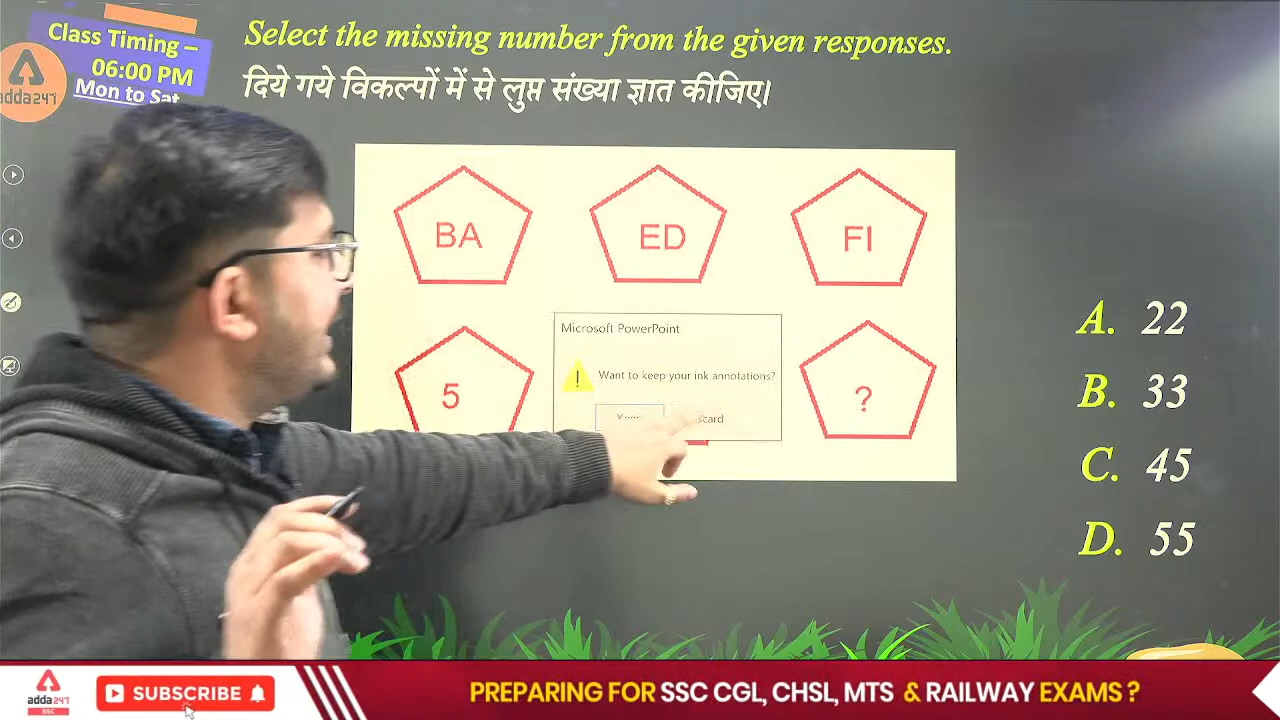 Class Timing –
06:00 PM
Mon to Sat
adda247
Select the missing number from the given responses.
दिये गये विकल्पों में से लुप्त संख्या ज्ञात कीजिए।
BA
ED
FI
Microsoft PowerPoint
Want to keep your ink annotations?
5
?
A. 22
B. 33
C. 45
D. 55
adda247
SSC
SUBSCRIBE
PREPARING FOR SSC CGL, CHSL, MTS & RAILWAY EXAMS ?